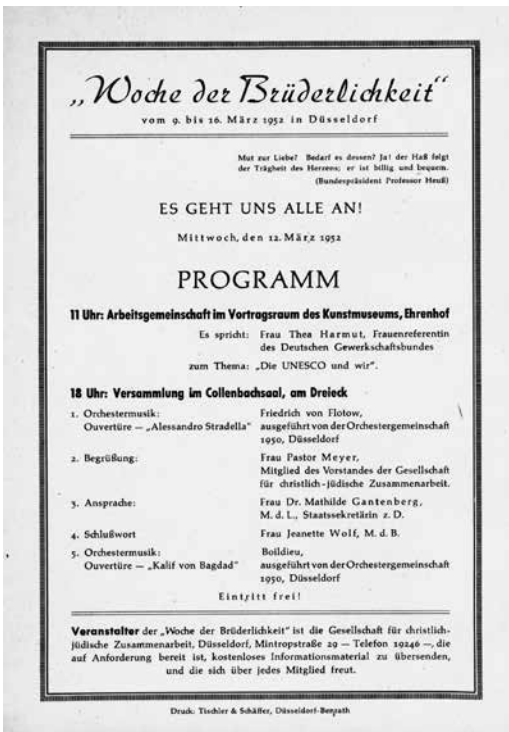 „Woche der Brüderlichkeit“
vom 9. bis 16. März 1952 in Düsseldorf
Mut zur Liebe? Bedarf es dessen? Ja! der Haß folgt
der Trägheit des Herzens; er ist billig und bequem.
(Bundespräsident Professor Heuß)
ES GEHT UNS ALLE AN!
Mittwoch, den 12. März 1952
PROGRAMM
11 Uhr: Arbeitsgemeinschaft im Vortragsraum des Kunstmuseums, Ehrenhof
Es spricht: Frau Thea Harmut, Frauenreferentin
des Deutschen Gewerkschaftsbundes
zum Thema: „Die UNESCO und wir“.
18 Uhr: Versammlung im Collenbachsaal, am Dreieck
1. Orchestermusik: Friedrich von Flotow,
Ouvertüre — „Alessandro Stradella“ ausgeführt von der Orchestergemeinschaft
1950, Düsseldorf
2. Begrüßung: Frau Pastor Meyer,
Mitglied des Vorstandes der Gesellschaft
für christlich-jüdische Zusammenarbeit.
3. Ansprache: Frau Dr. Mathilde Gantenberg,
M. d. L., Staatssekretärin z. D.
4. Schlußwort Frau Jeanette Wolf, M. d. B.
5. Orchestermusik: Boildieu,
Ouvertüre — „Kalif von Bagdad“ ausgeführt von der Orchestergemeinschaft
1950, Düsseldorf
Eintritt frei!
Veranstalter der „Woche der Brüderlichkeit“ ist die Gesellschaft für christlich-
jüdische Zusammenarbeit, Düsseldorf, Mintropstraße 29 — Telefon 19246 —, die
auf Anforderung bereit ist, kostenloses Informationsmaterial zu übersenden,
und die sich über jedes Mitglied freut.
Druck: Tischler & Schäffer, Düsseldorf-Benrath